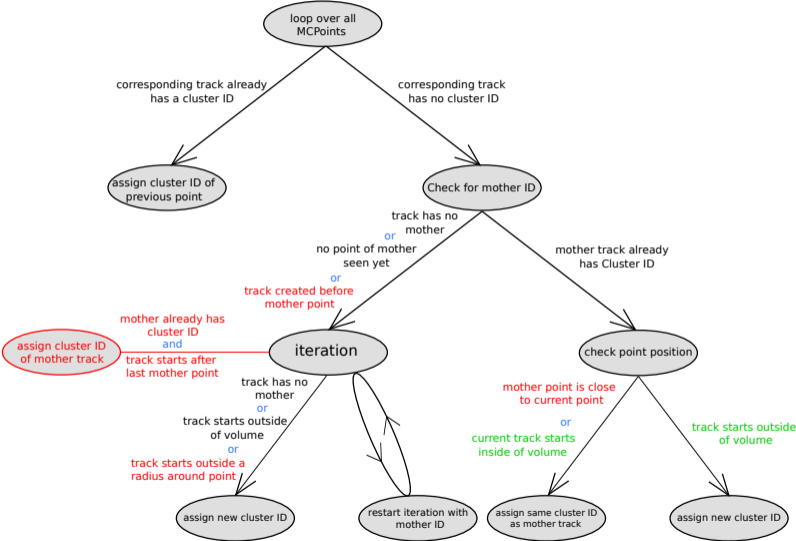 loop over all
MCPoints
corresponding track already
has a cluster ID
corresponding track
has no cluster ID
assign cluster ID of
previous point
Check for mother ID
track has no
mother
or
no point of mother
seen yet
or
track created before
mother point
mother track already
has Cluster ID
mother already has
cluster ID
and
track starts after
last mother point
assign cluster ID
of mother track
iteration
check point position
track has no
mother
or
track starts outside
of volume
or
track starts outside a
radius around point
mother point is close
to current point
or
current track starts
inside of volume
track starts outside
of volume
assign new cluster ID
restart iteration with
mother ID
assign same cluster ID
as mother track
assign new cluster ID